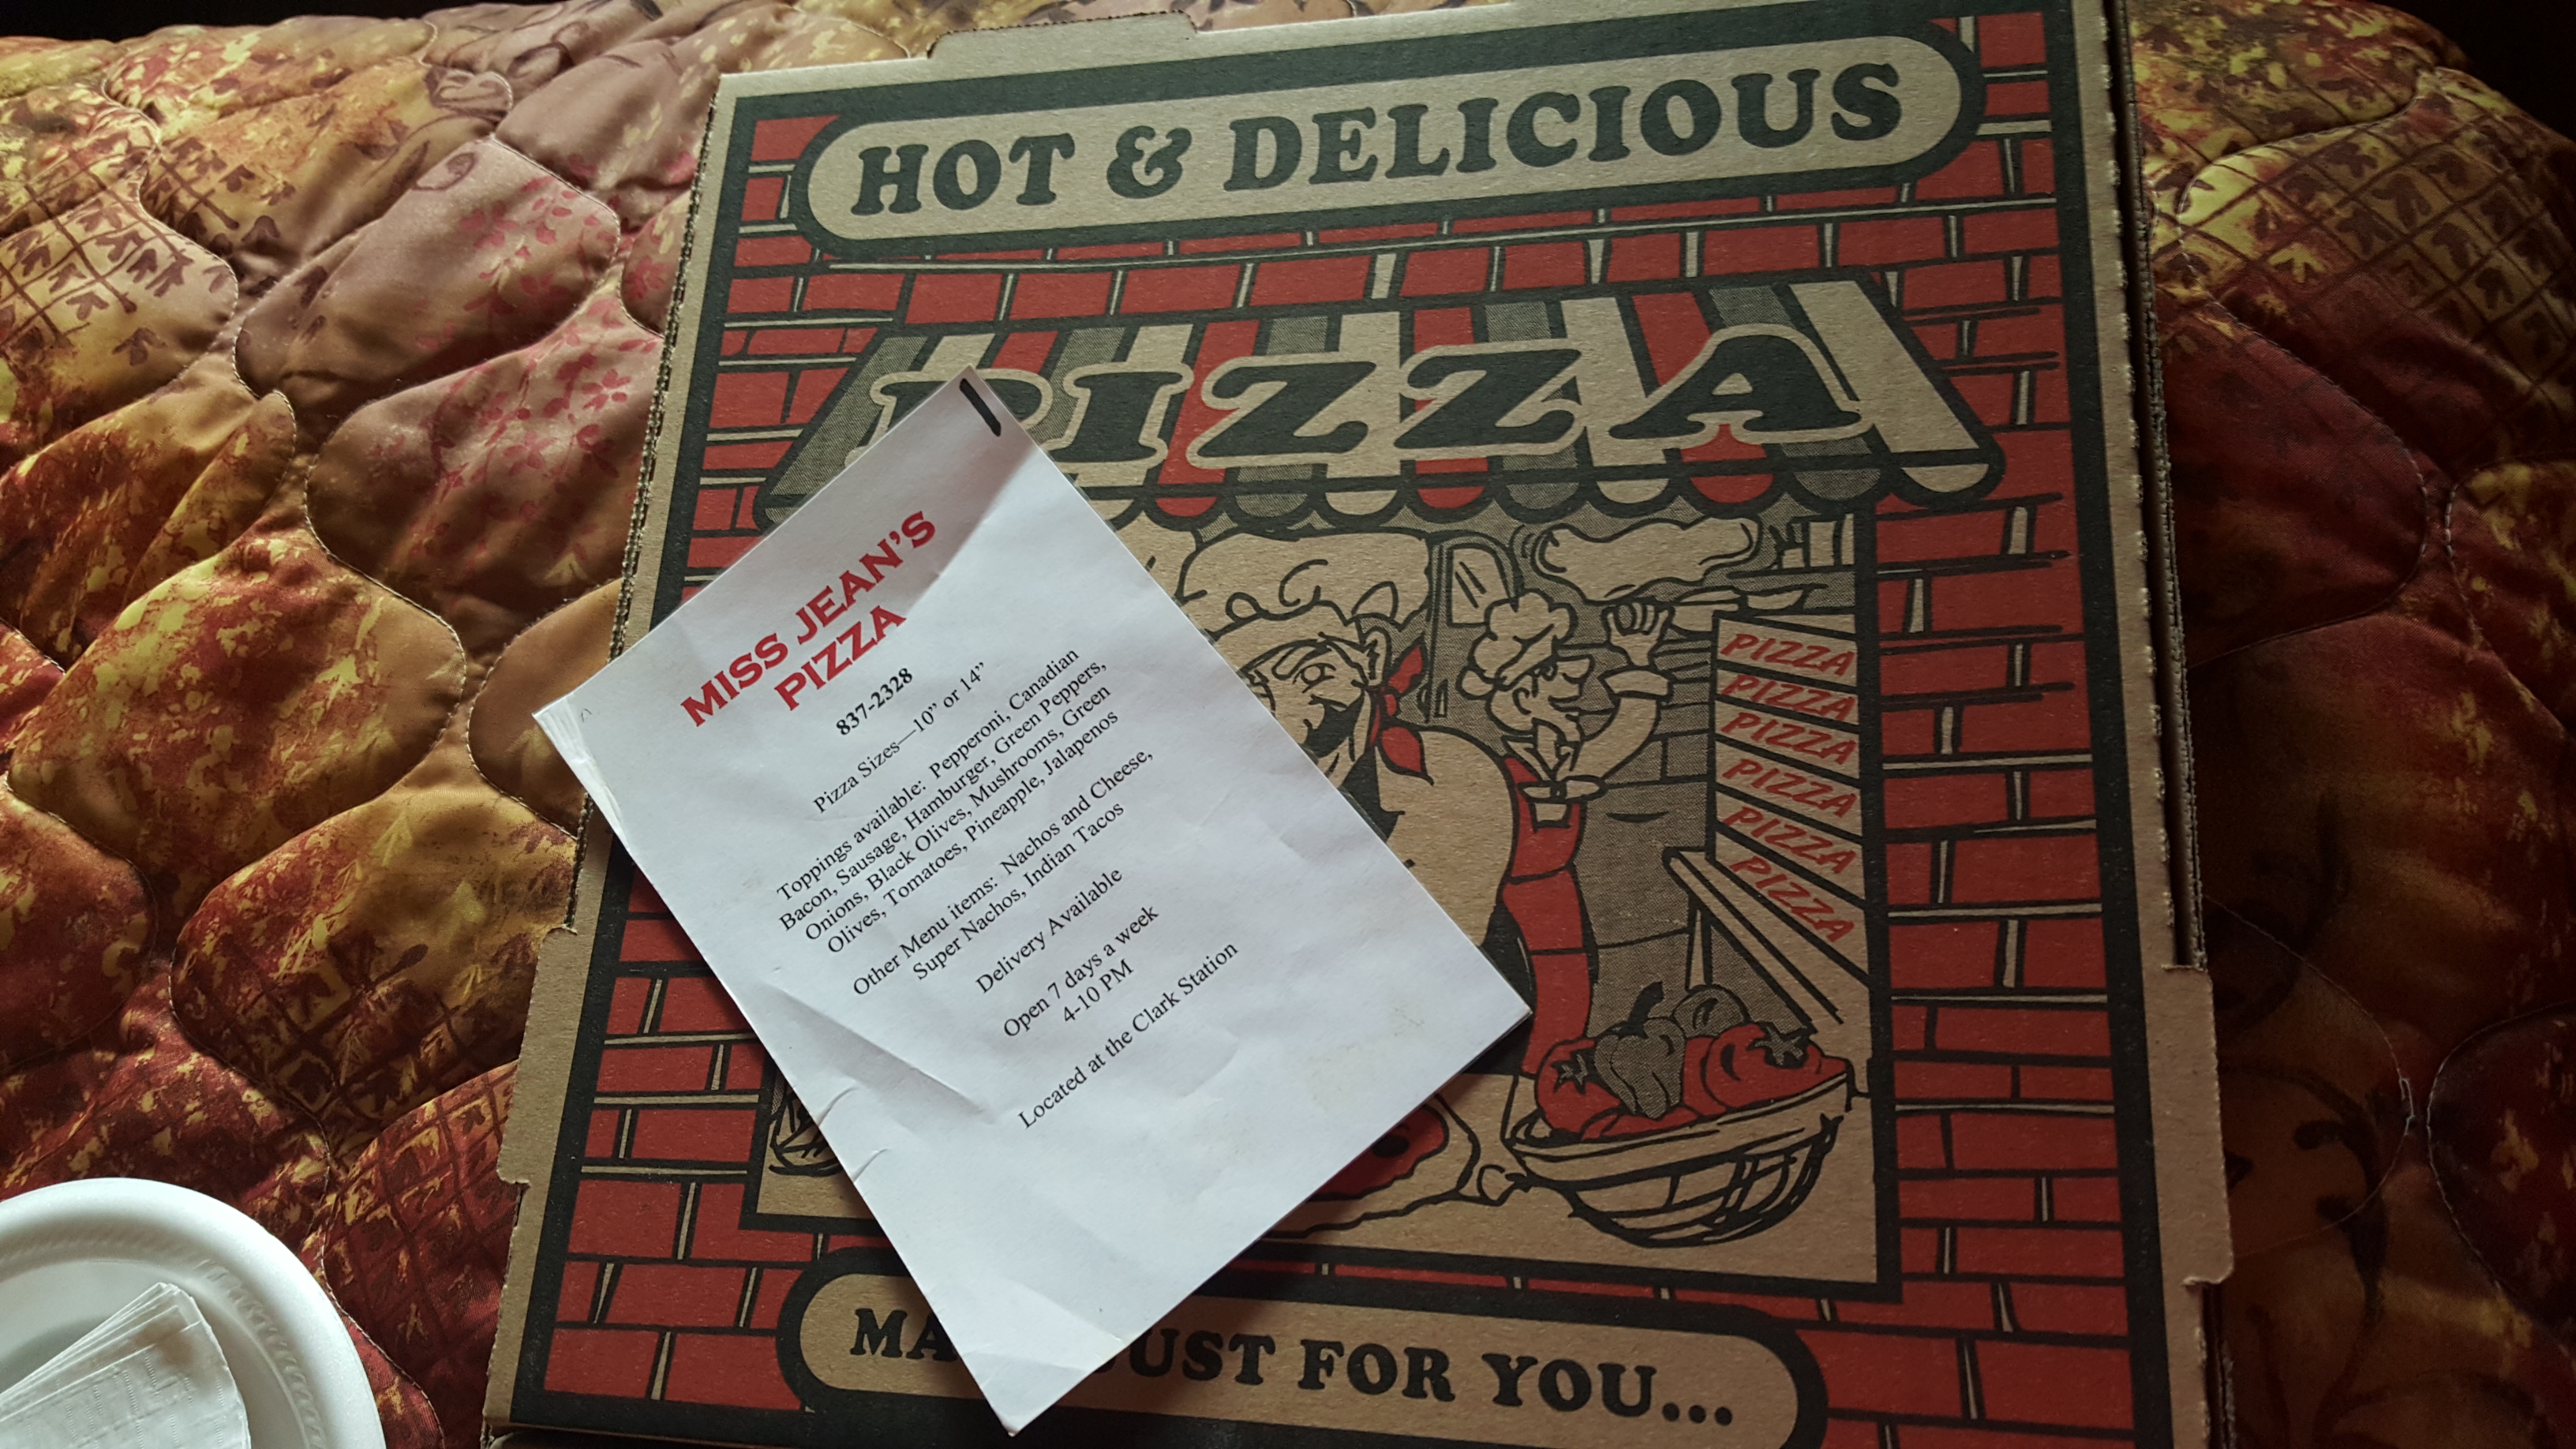 HOT & DELICIOUS
PIZZA
PIZZA
PIZZA
PIZZA
PIZZA
PIZZA
PIZZA
MISS JEAN'S
PIZZA
837-2328
Pizza Sizes—10” or 14”
Toppings available: Pepperoni, Canadian
Bacon, Sausage, Hamburger, Green Peppers,
Onions, Black Olives, Mushrooms, Green
Olives, Tomatoes, Pineapple, Jalapenos
Other Menu items: Nachos and Cheese,
Super Nachos, Indian Tacos
Delivery Available
Open 7 days a week
4-10 PM
Located at the Clark Station
MA JUST FOR YOU...